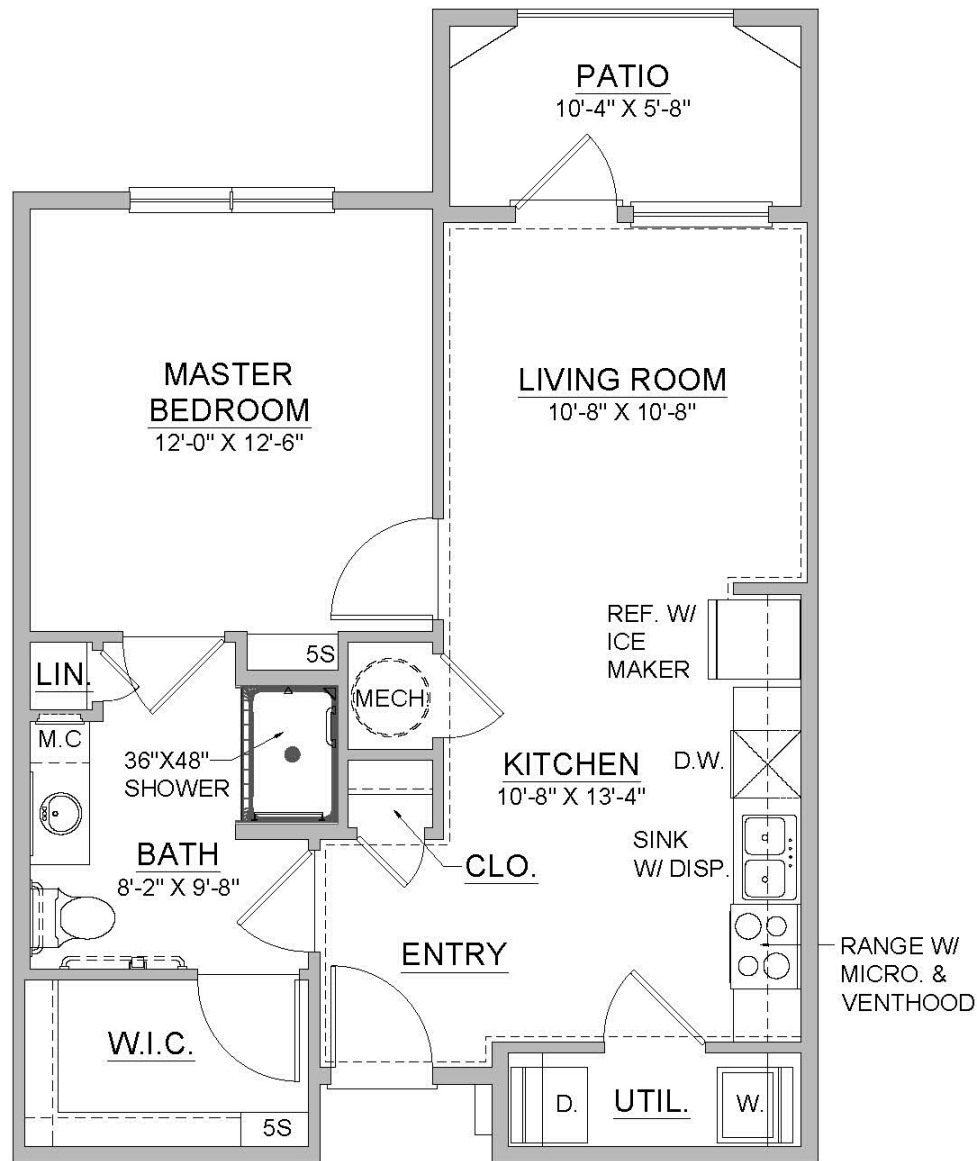 PATIO
10'-4" X 5'-8"
MASTER
BEDROOM
12'-0" X 12'-6"
LIVING ROOM
10'-8" X 10'-8"
REF. W/
ICE
MAKER
5S
LIN.
MECH
M.C
36"X48"
SHOWER
KITCHEN
10'-8" X 13'-4"
D.W.
SINK
W/ DISP.
BATH
8'-2" X 9'-8"
CLO.
ENTRY
RANGE W/
MICRO. &
VENTHOOD
W.I.C.
5S
D.
UTIL.
W.